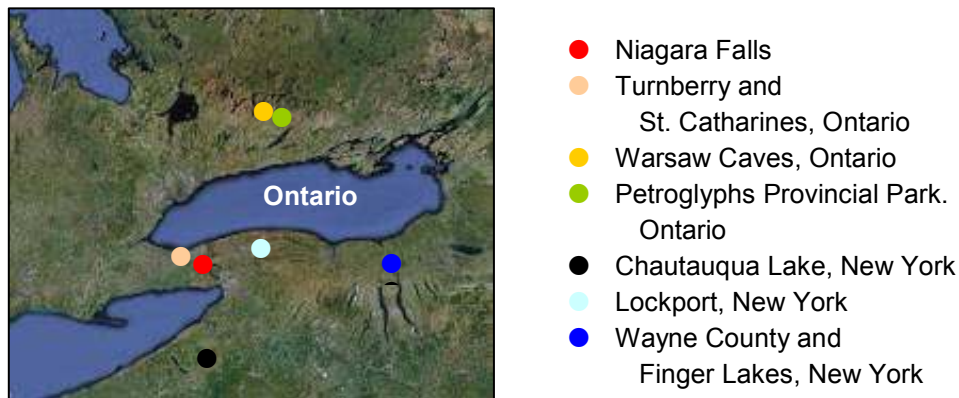 Ontario
Niagara Falls
Turnberry and
St. Catharines, Ontario
Warsaw Caves, Ontario
Petroglyphs Provincial Park.
Ontario
Chautauqua Lake, New York
Lockport, New York
Wayne County and
Finger Lakes, New York